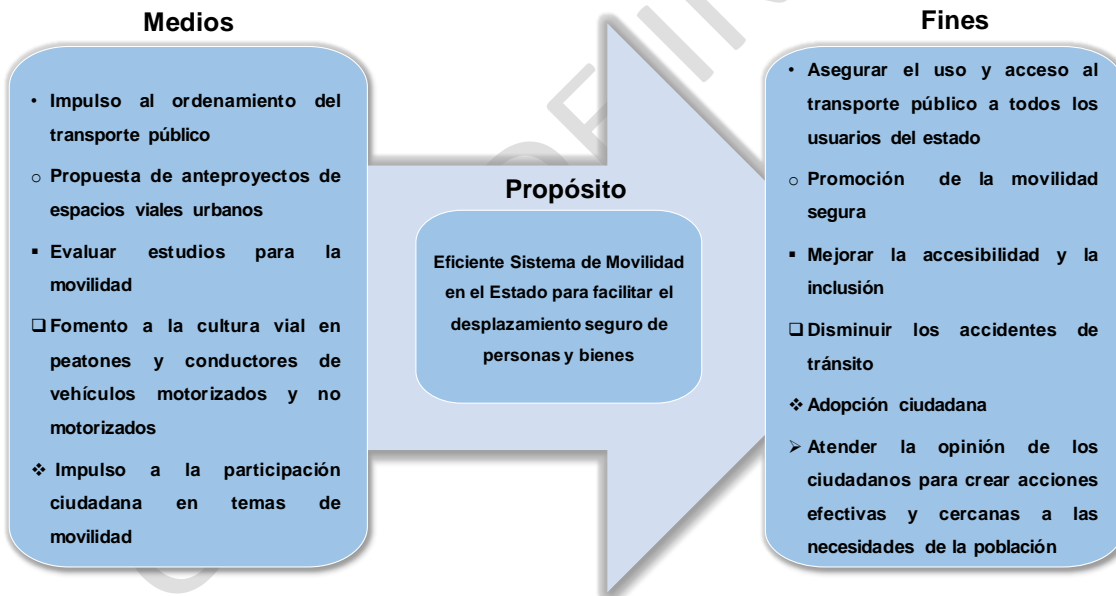 Medios
• Impulso al ordenamiento del
transporte público
○ Propuesta de anteproyectos de
espacios viales urbanos
▪ Evaluar estudios para la
movilidad
❑ Fomento a la cultura vial en
peatones y conductores de
vehículos motorizados y no
motorizados
❖ Impulso a la participación
ciudadana en temas de
movilidad
Propósito
Eficiente Sistema de Movilidad
en el Estado para facilitar el
desplazamiento seguro de
personas y bienes
Fines
• Asegurar el uso y acceso al
transporte público a todos los
usuarios del estado
○ Promoción de la movilidad
segura
▪ Mejorar la accesibilidad y la
inclusión
❑ Disminuir los accidentes de
tránsito
❖ Adopción ciudadana
➢ Atender la opinión de los
ciudadanos para crear acciones
efectivas y cercanas a las
necesidades de la población